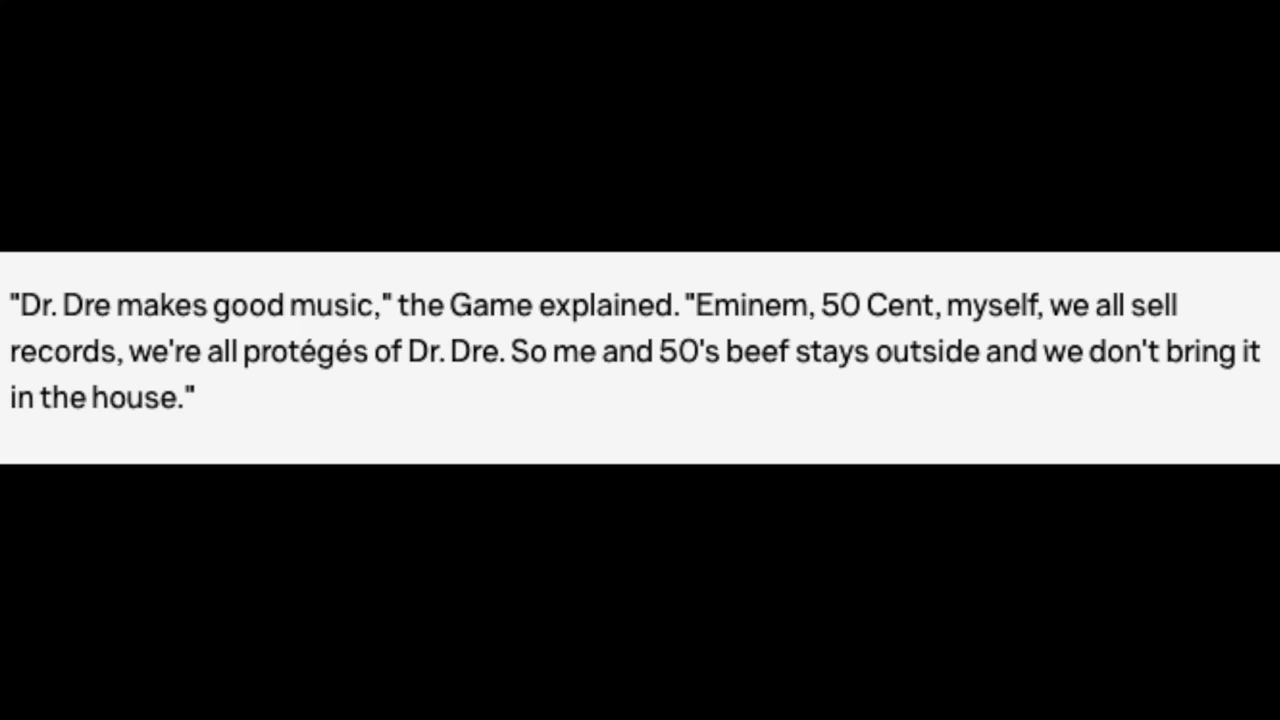 "Dr. Dre makes good music," the Game explained. "Eminem, 50 Cent, myself, we all sell
records, we're all protégés of Dr. Dre. So me and 50's beef stays outside and we don't bring it
in the house."